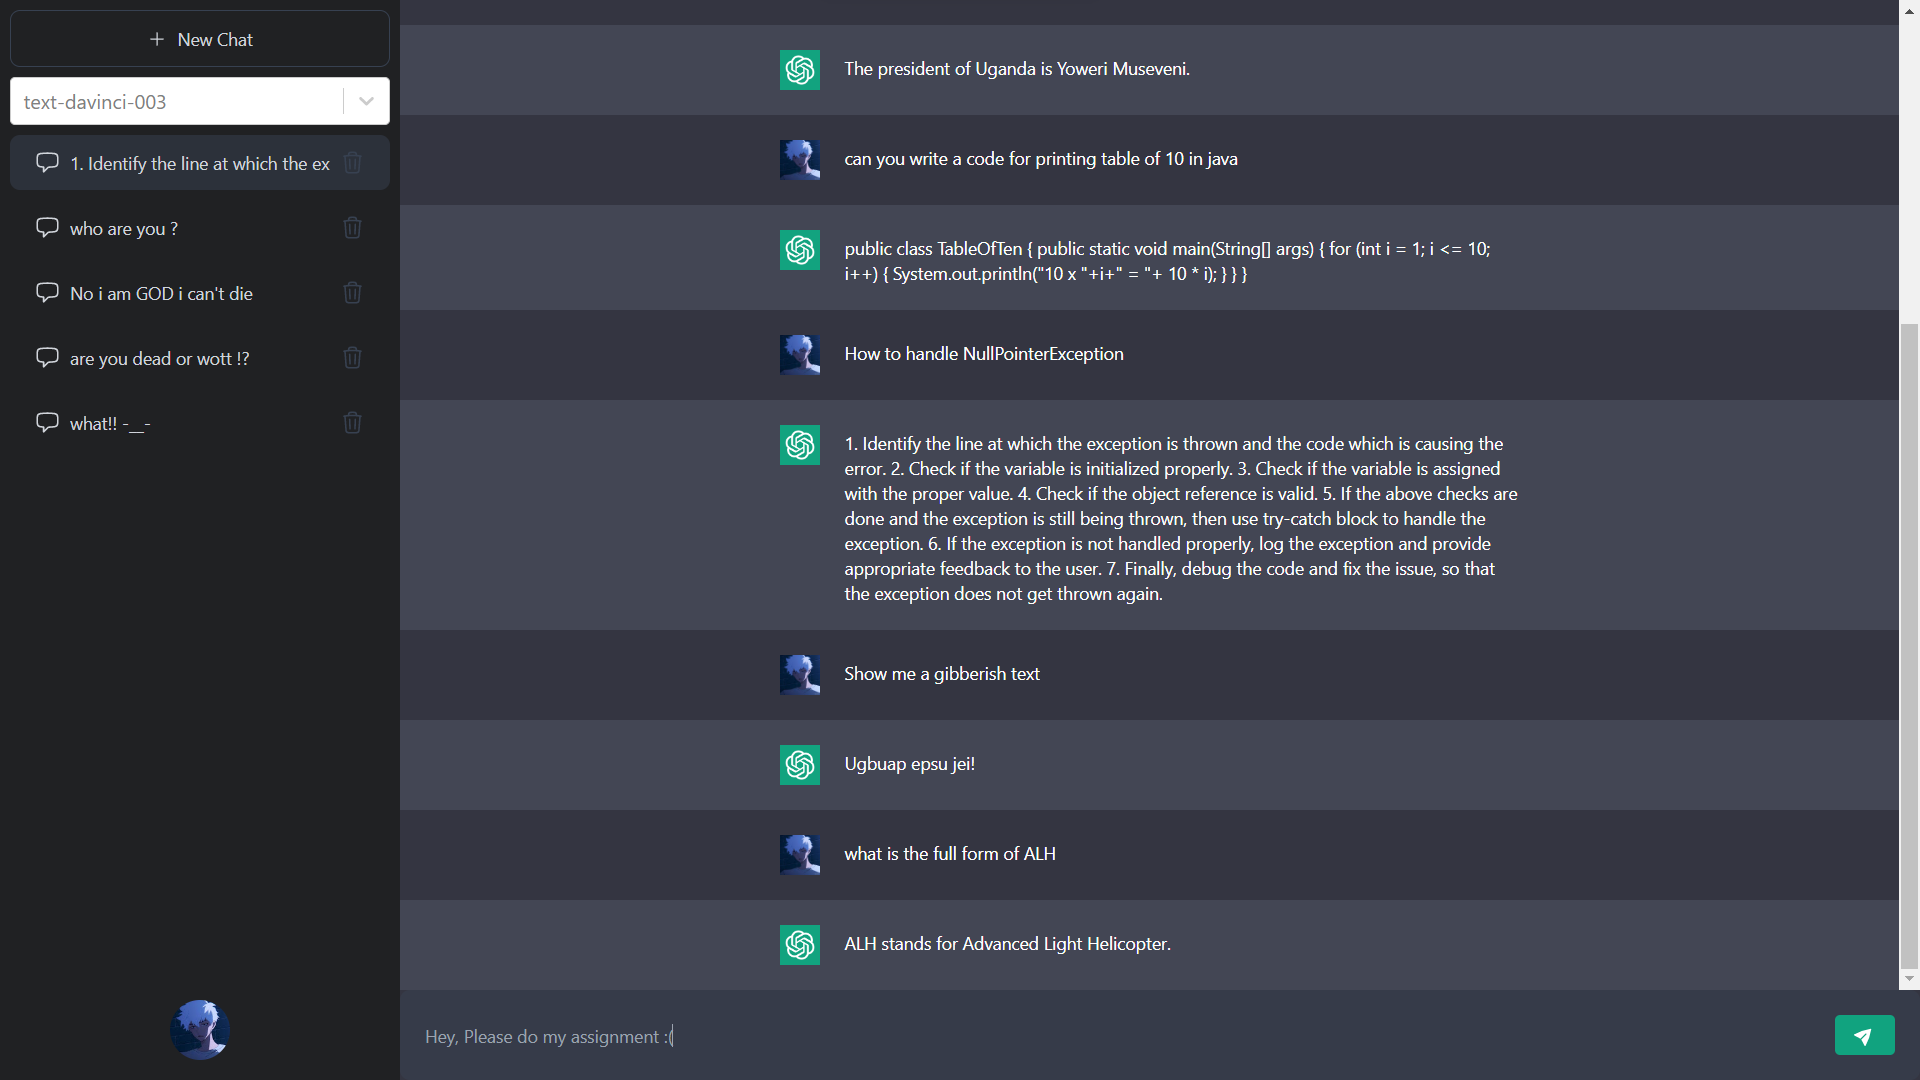 New Chat
text-davinci-003
1. Identify the line at which the ex
who are you ?
No i am GOD i can't die
are you dead or wott !?
what!! -__-
The president of Uganda is Yoweri Museveni.
can you write a code for printing table of 10 in java
public class TableOfTen { public static void main(String[] args) { for (int i = 1; i <= 10;
i++) { System.out.println("10 x "+i+" = "+ 10 * i); } } }
How to handle NullPointerException
1. Identify the line at which the exception is thrown and the code which is causing the
error. 2. Check if the variable is initialized properly. 3. Check if the variable is assigned
with the proper value. 4. Check if the object reference is valid. 5. If the above checks are
done and the exception is still being thrown, then use try-catch block to handle the
exception. 6. If the exception is not handled properly, log the exception and provide
appropriate feedback to the user. 7. Finally, debug the code and fix the issue, so that
the exception does not get thrown again.
Show me a gibberish text
Ugbuap epsu jei!
what is the full form of ALH
ALH stands for Advanced Light Helicopter.
Hey, Please do my assignment :(